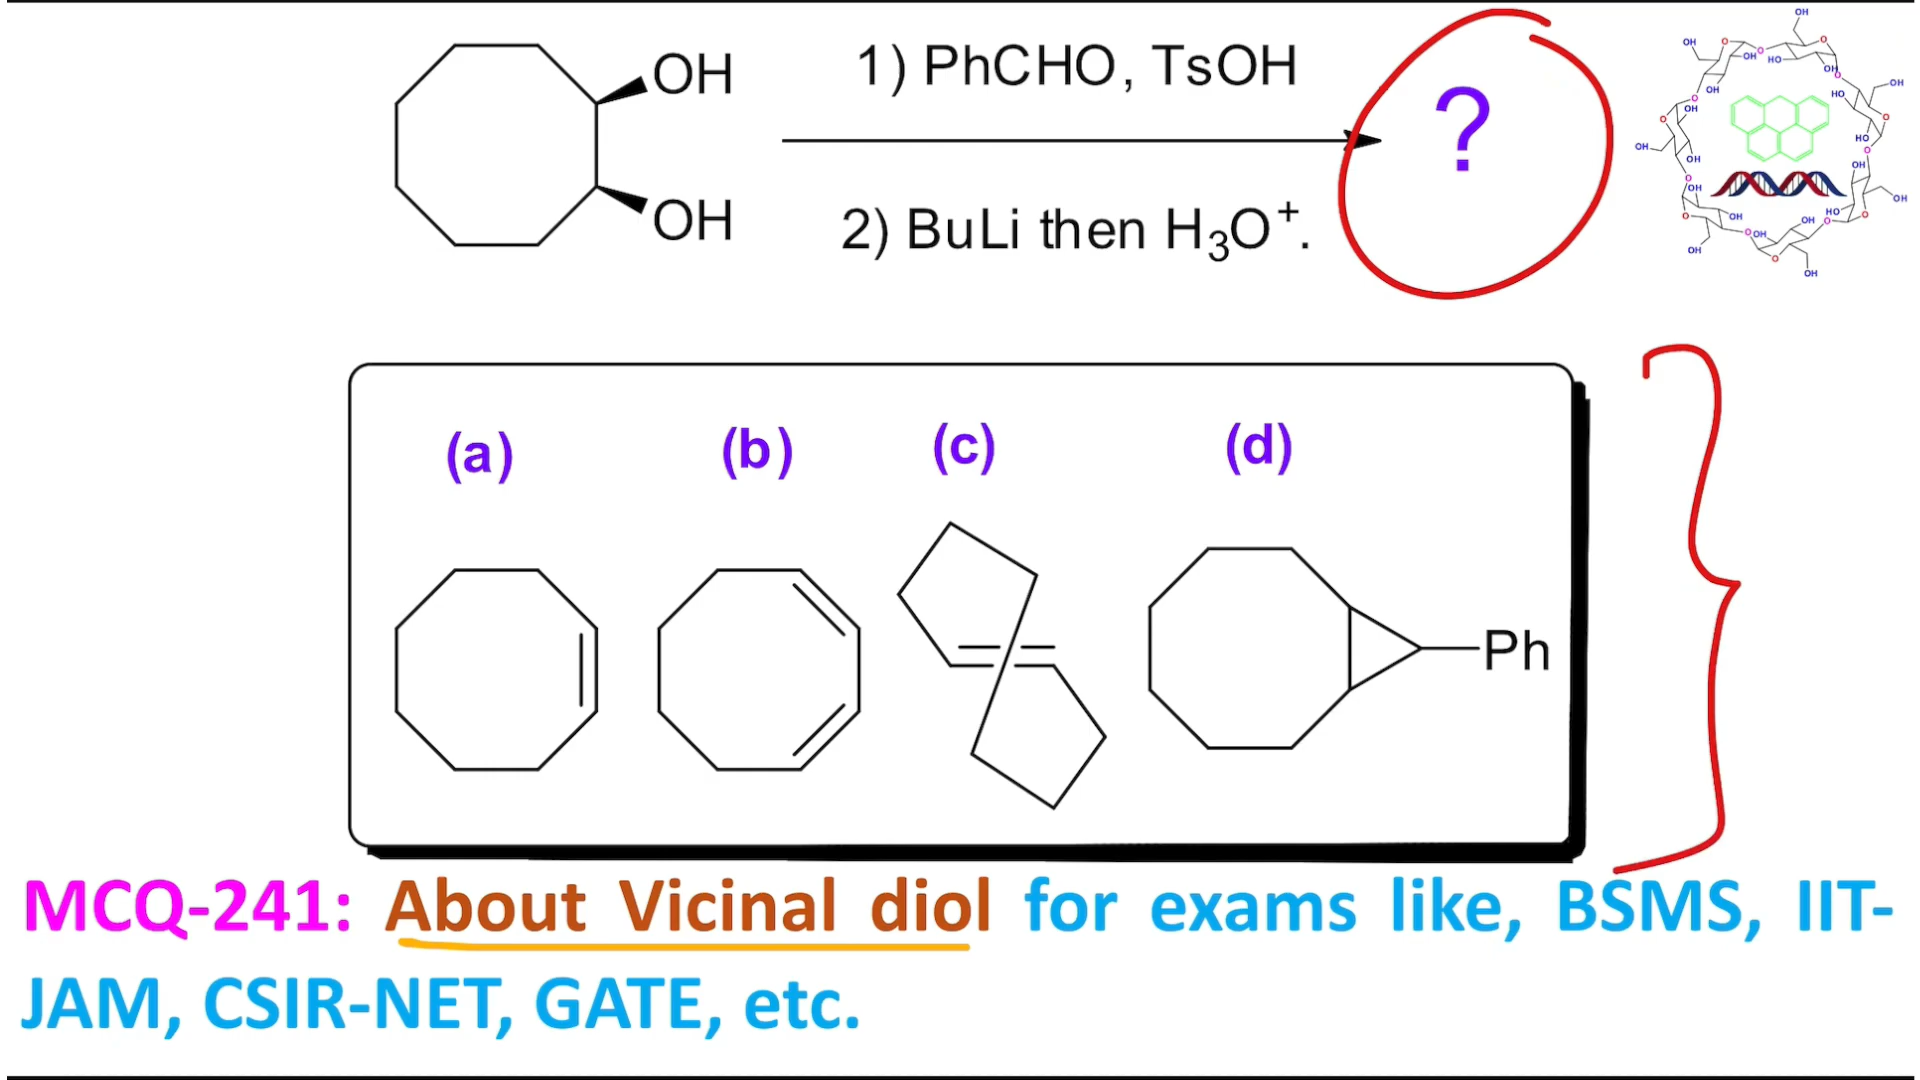 OH
OH
1) PhCHO, TsOH
2) BuLi then H3O+.
?
(a) (b) (c) (d)
Ph
MCQ-241: About Vicinal diol for exams like, BSMS, IIT-
JAM, CSIR-NET, GATE, etc.